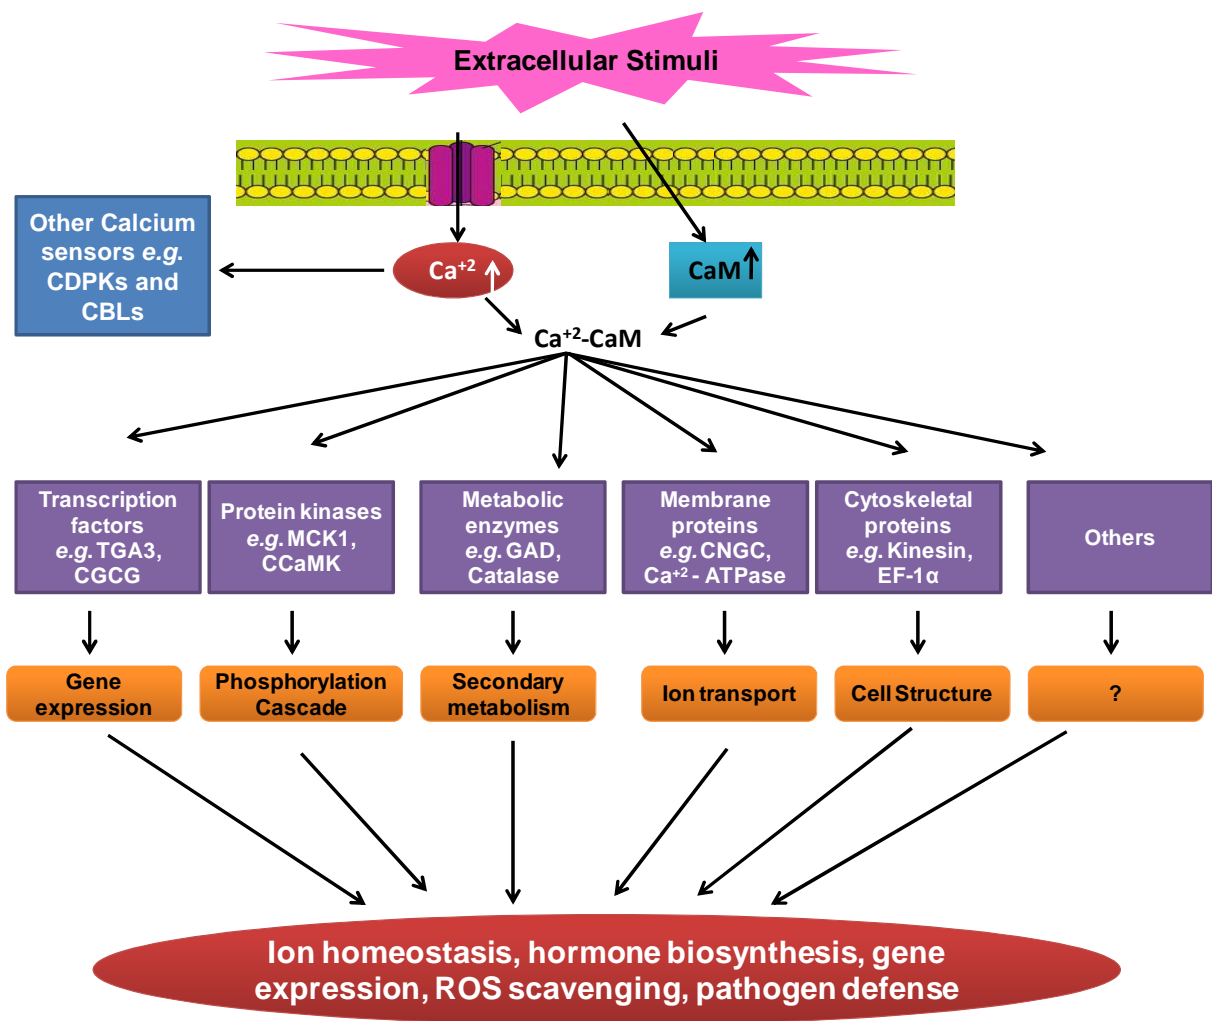 Extracellular Stimuli
Other Calcium
sensors e.g.
CDPKs and
CBLs
Ca⁺²
CaM
Ca⁺²-CaM
Transcription
factors
e.g. TGA3,
CGCG
Protein kinases
e.g. MCK1,
CCaMK
Metabolic
enzymes
e.g. GAD,
Catalase
Membrane
proteins
e.g. CNGC,
Ca⁺² - ATPase
Cytoskeletal
proteins
e.g. Kinesin,
EF-1α
Others
Gene
expression
Phosphorylation
Cascade
Secondary
metabolism
Ion transport
Cell Structure
?
Ion homeostasis, hormone biosynthesis, gene
expression, ROS scavenging, pathogen defense